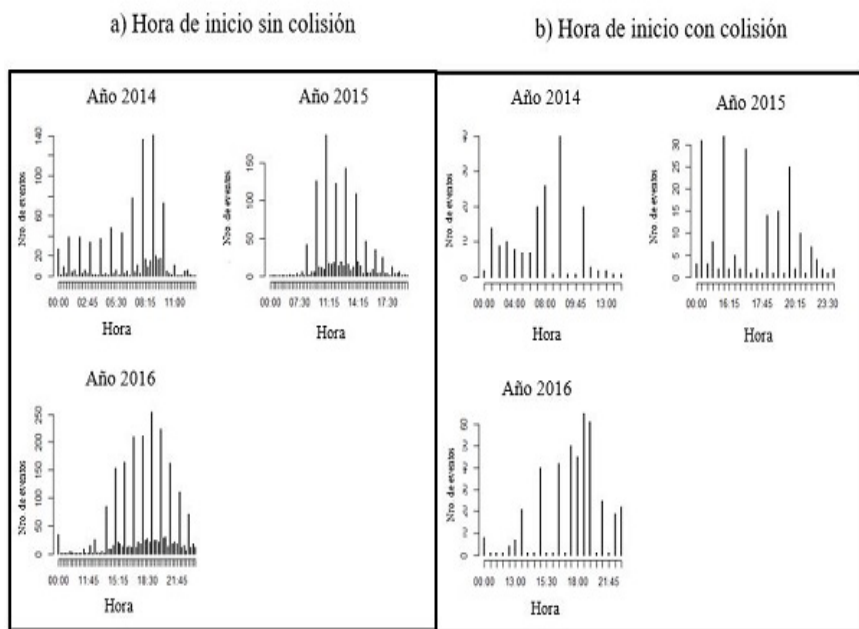 a) Hora de inicio sin colisión
b) Hora de inicio con colisión
Año 2014
Nro. de eventos
0 20 60 100 140
00:00 02:45 05:30 08:15 11:00
Hora
Año 2015
Nro. de eventos
0 50 100 150
00:00 07:30 11:15 14:15 17:30
Hora
Año 2016
Nro. de eventos
0 50 100 150 200 250
00:00 11:45 15:15 18:30 21:45
Hora
Año 2014
Nro. de eventos
00:00 04:00 08:00 09:45 13:00
Hora
Año 2015
Nro. de eventos
0 5 10 15 20 25 30
00:00 16:15 17:45 20:15 23:30
Hora
Año 2016
Nro. de eventos
0 10 20 30 40 50 60
00:00 13:00 15:30 18:00 21:45
Hora